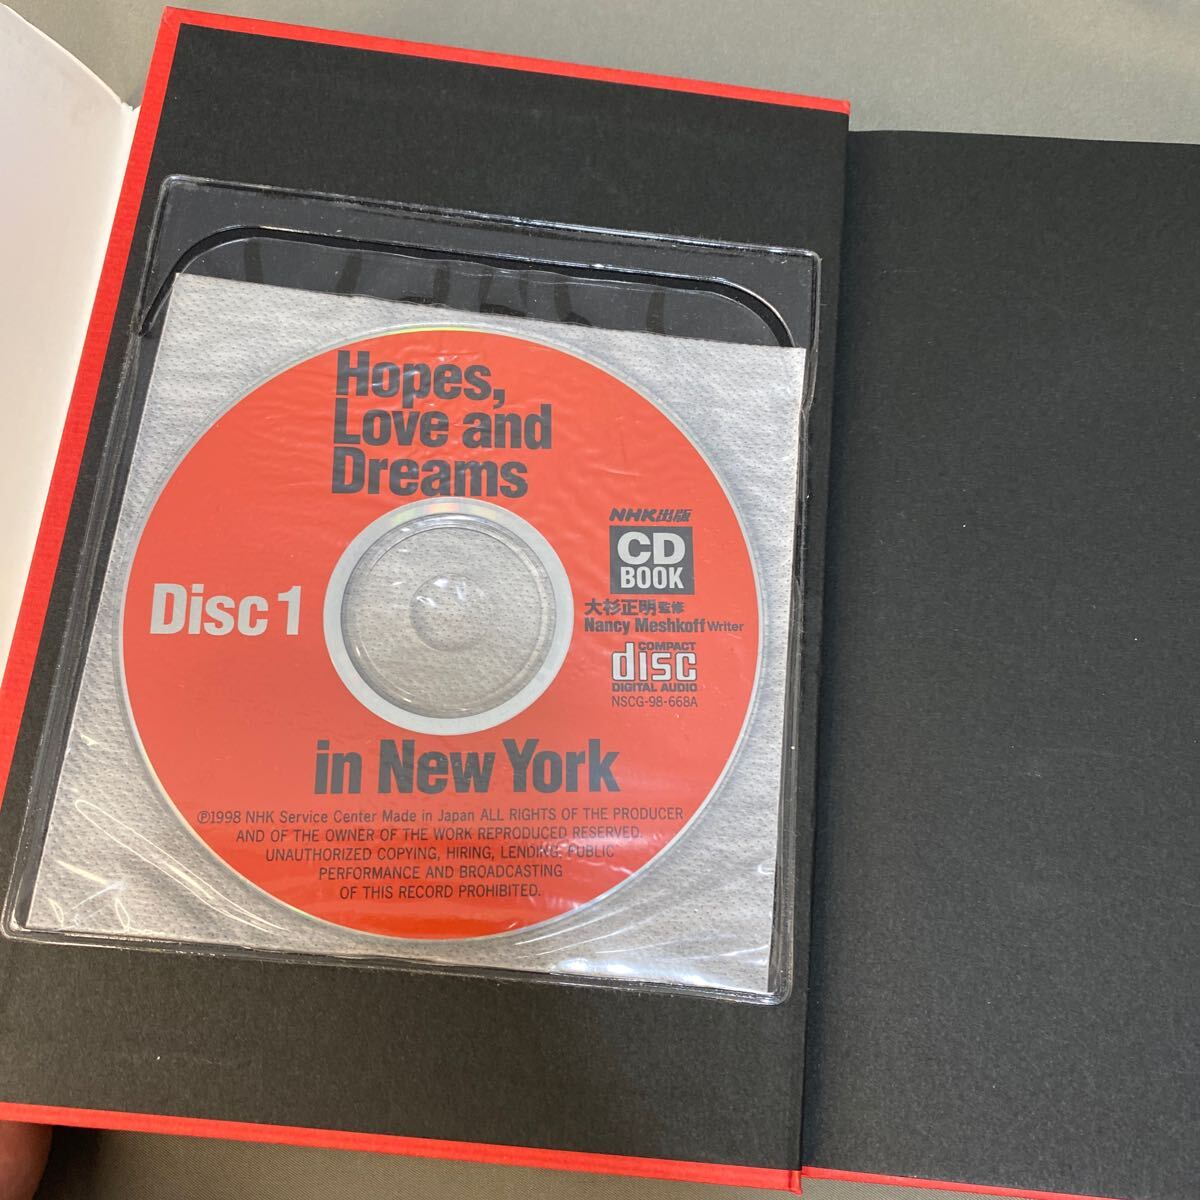 Hopes,
Love and
Dreams
NHK出版
CD
BOOK
Disc 1
大杉正明監修
Nancy Meshkoff Writer
COMPACT
disc
DIGITAL AUDIO
NSCG-98-668A
in New York
℗1998 NHK Service Center Made in Japan ALL RIGHTS OF THE PRODUCER
AND OF THE OWNER OF THE WORK REPRODUCED RESERVED.
UNAUTHORIZED COPYING, HIRING, LENDING, PUBLIC
PERFORMANCE AND BROADCASTING
OF THIS RECORD PROHIBITED.